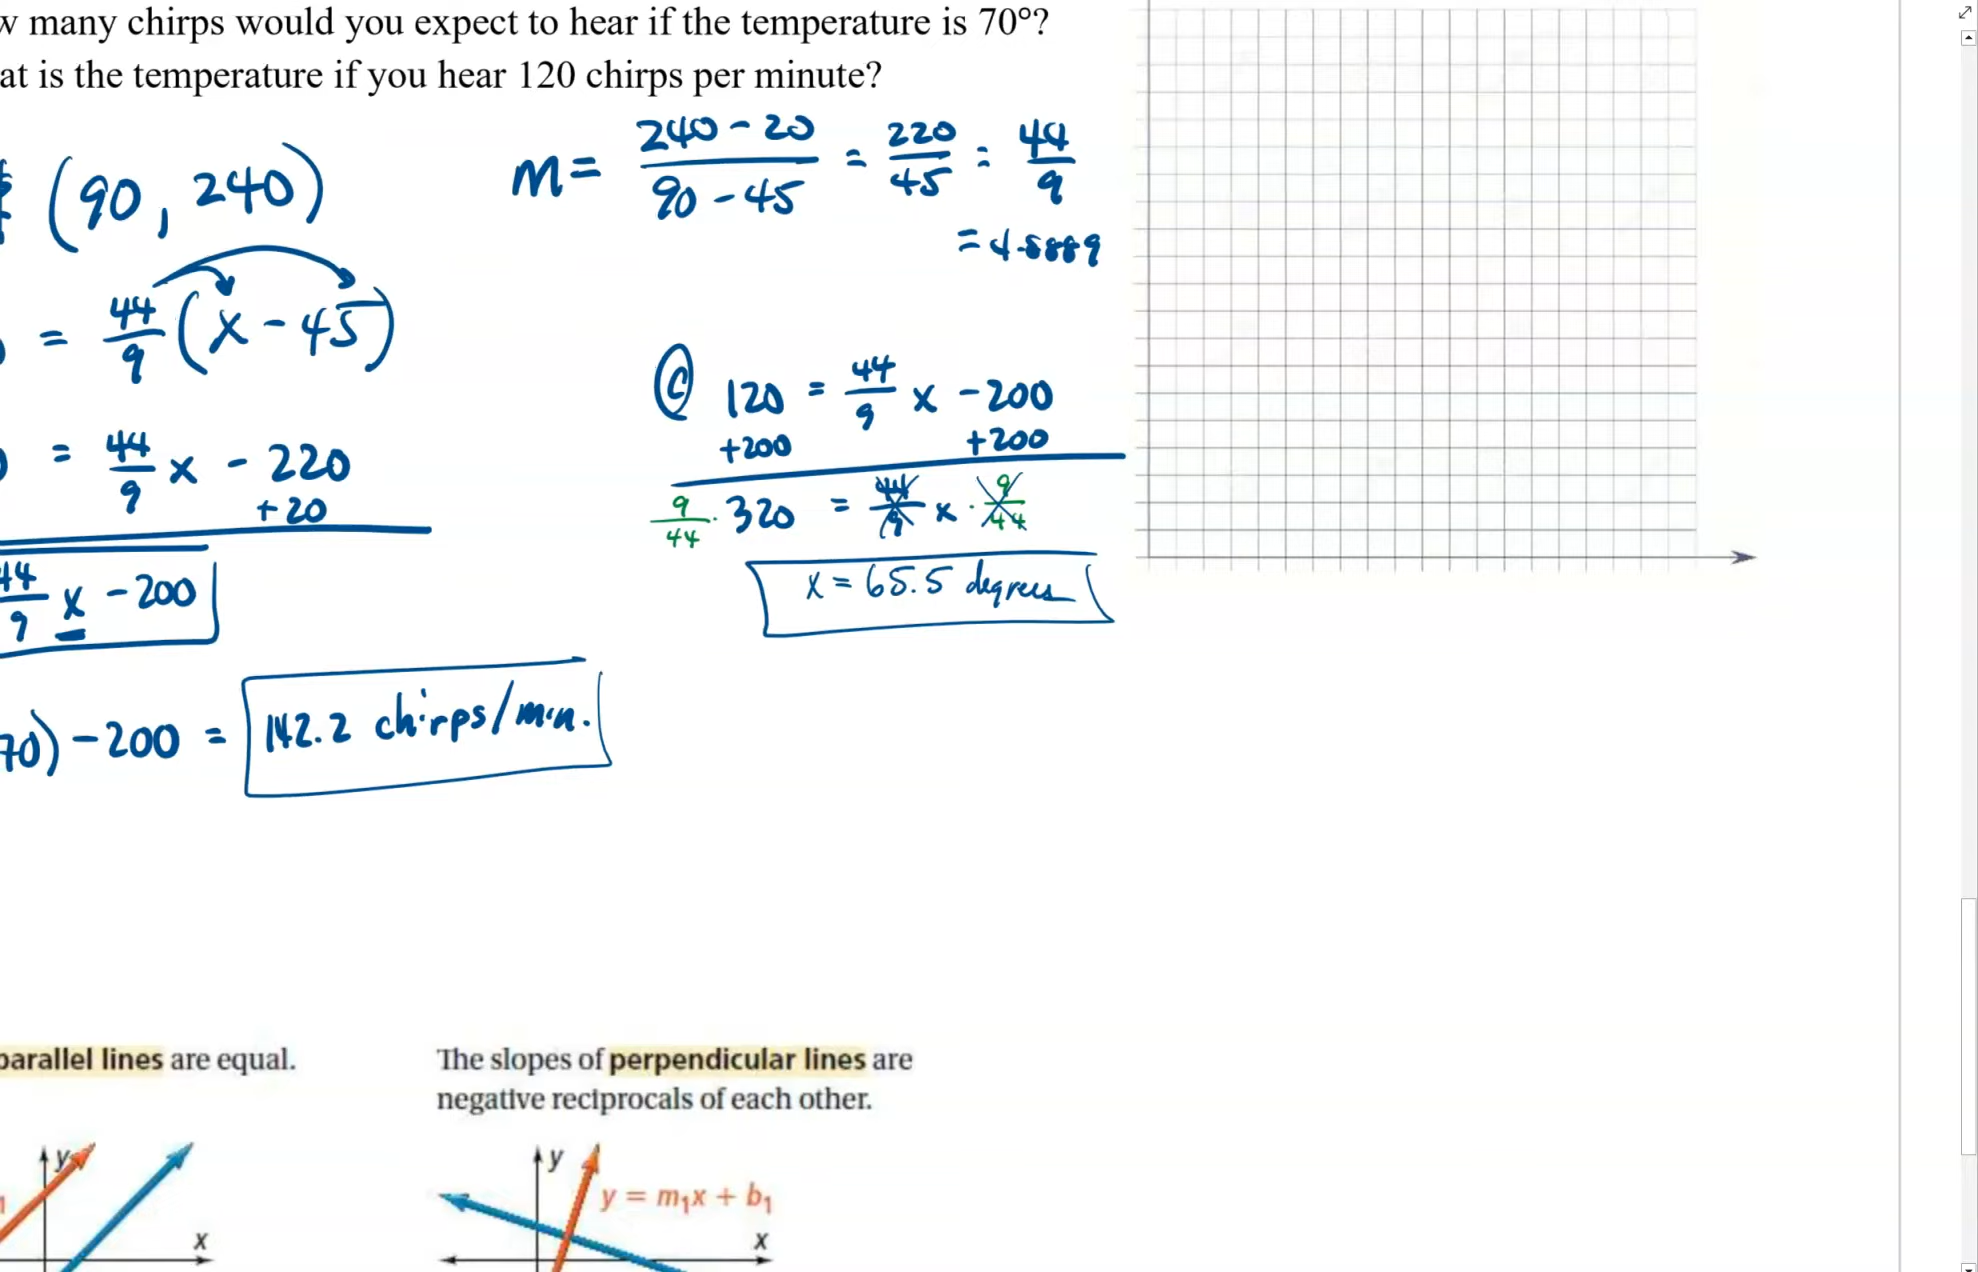 many chirps would you expect to hear if the temperature is 70°?
at is the temperature if you hear 120 chirps per minute?
(90, 240)
m = 240 - 20 / 90 - 45 = 220 / 45 = 44 / 9
= 4.8889
= 44/9 (x - 45)
= 44/9 x - 220
+20
44/9 x - 200
70) - 200 = 142.2 chirps/min.
C 120 = 44/9 x - 200
+200 +200
9/44 · 320 = 44/9 x · 9/44
x = 65.5 degrees
parallel lines are equal.
The slopes of perpendicular lines are
negative reciprocals of each other.
y
x
y
y = m₁x + b₁
x